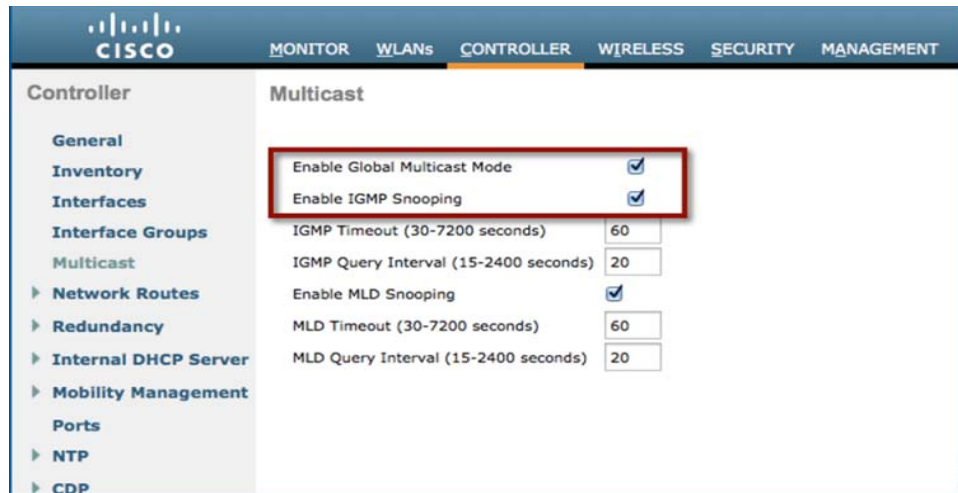 CISCO
MONITOR WLANs CONTROLLER WIRELESS SECURITY MANAGEMENT
Controller
General
Inventory
Interfaces
Interface Groups
Multicast
Network Routes
Redundancy
Internal DHCP Server
Mobility Management
Ports
NTP
CDP
Multicast
Enable Global Multicast Mode
Enable IGMP Snooping
IGMP Timeout (30-7200 seconds) 60
IGMP Query Interval (15-2400 seconds) 20
Enable MLD Snooping
MLD Timeout (30-7200 seconds) 60
MLD Query Interval (15-2400 seconds) 20